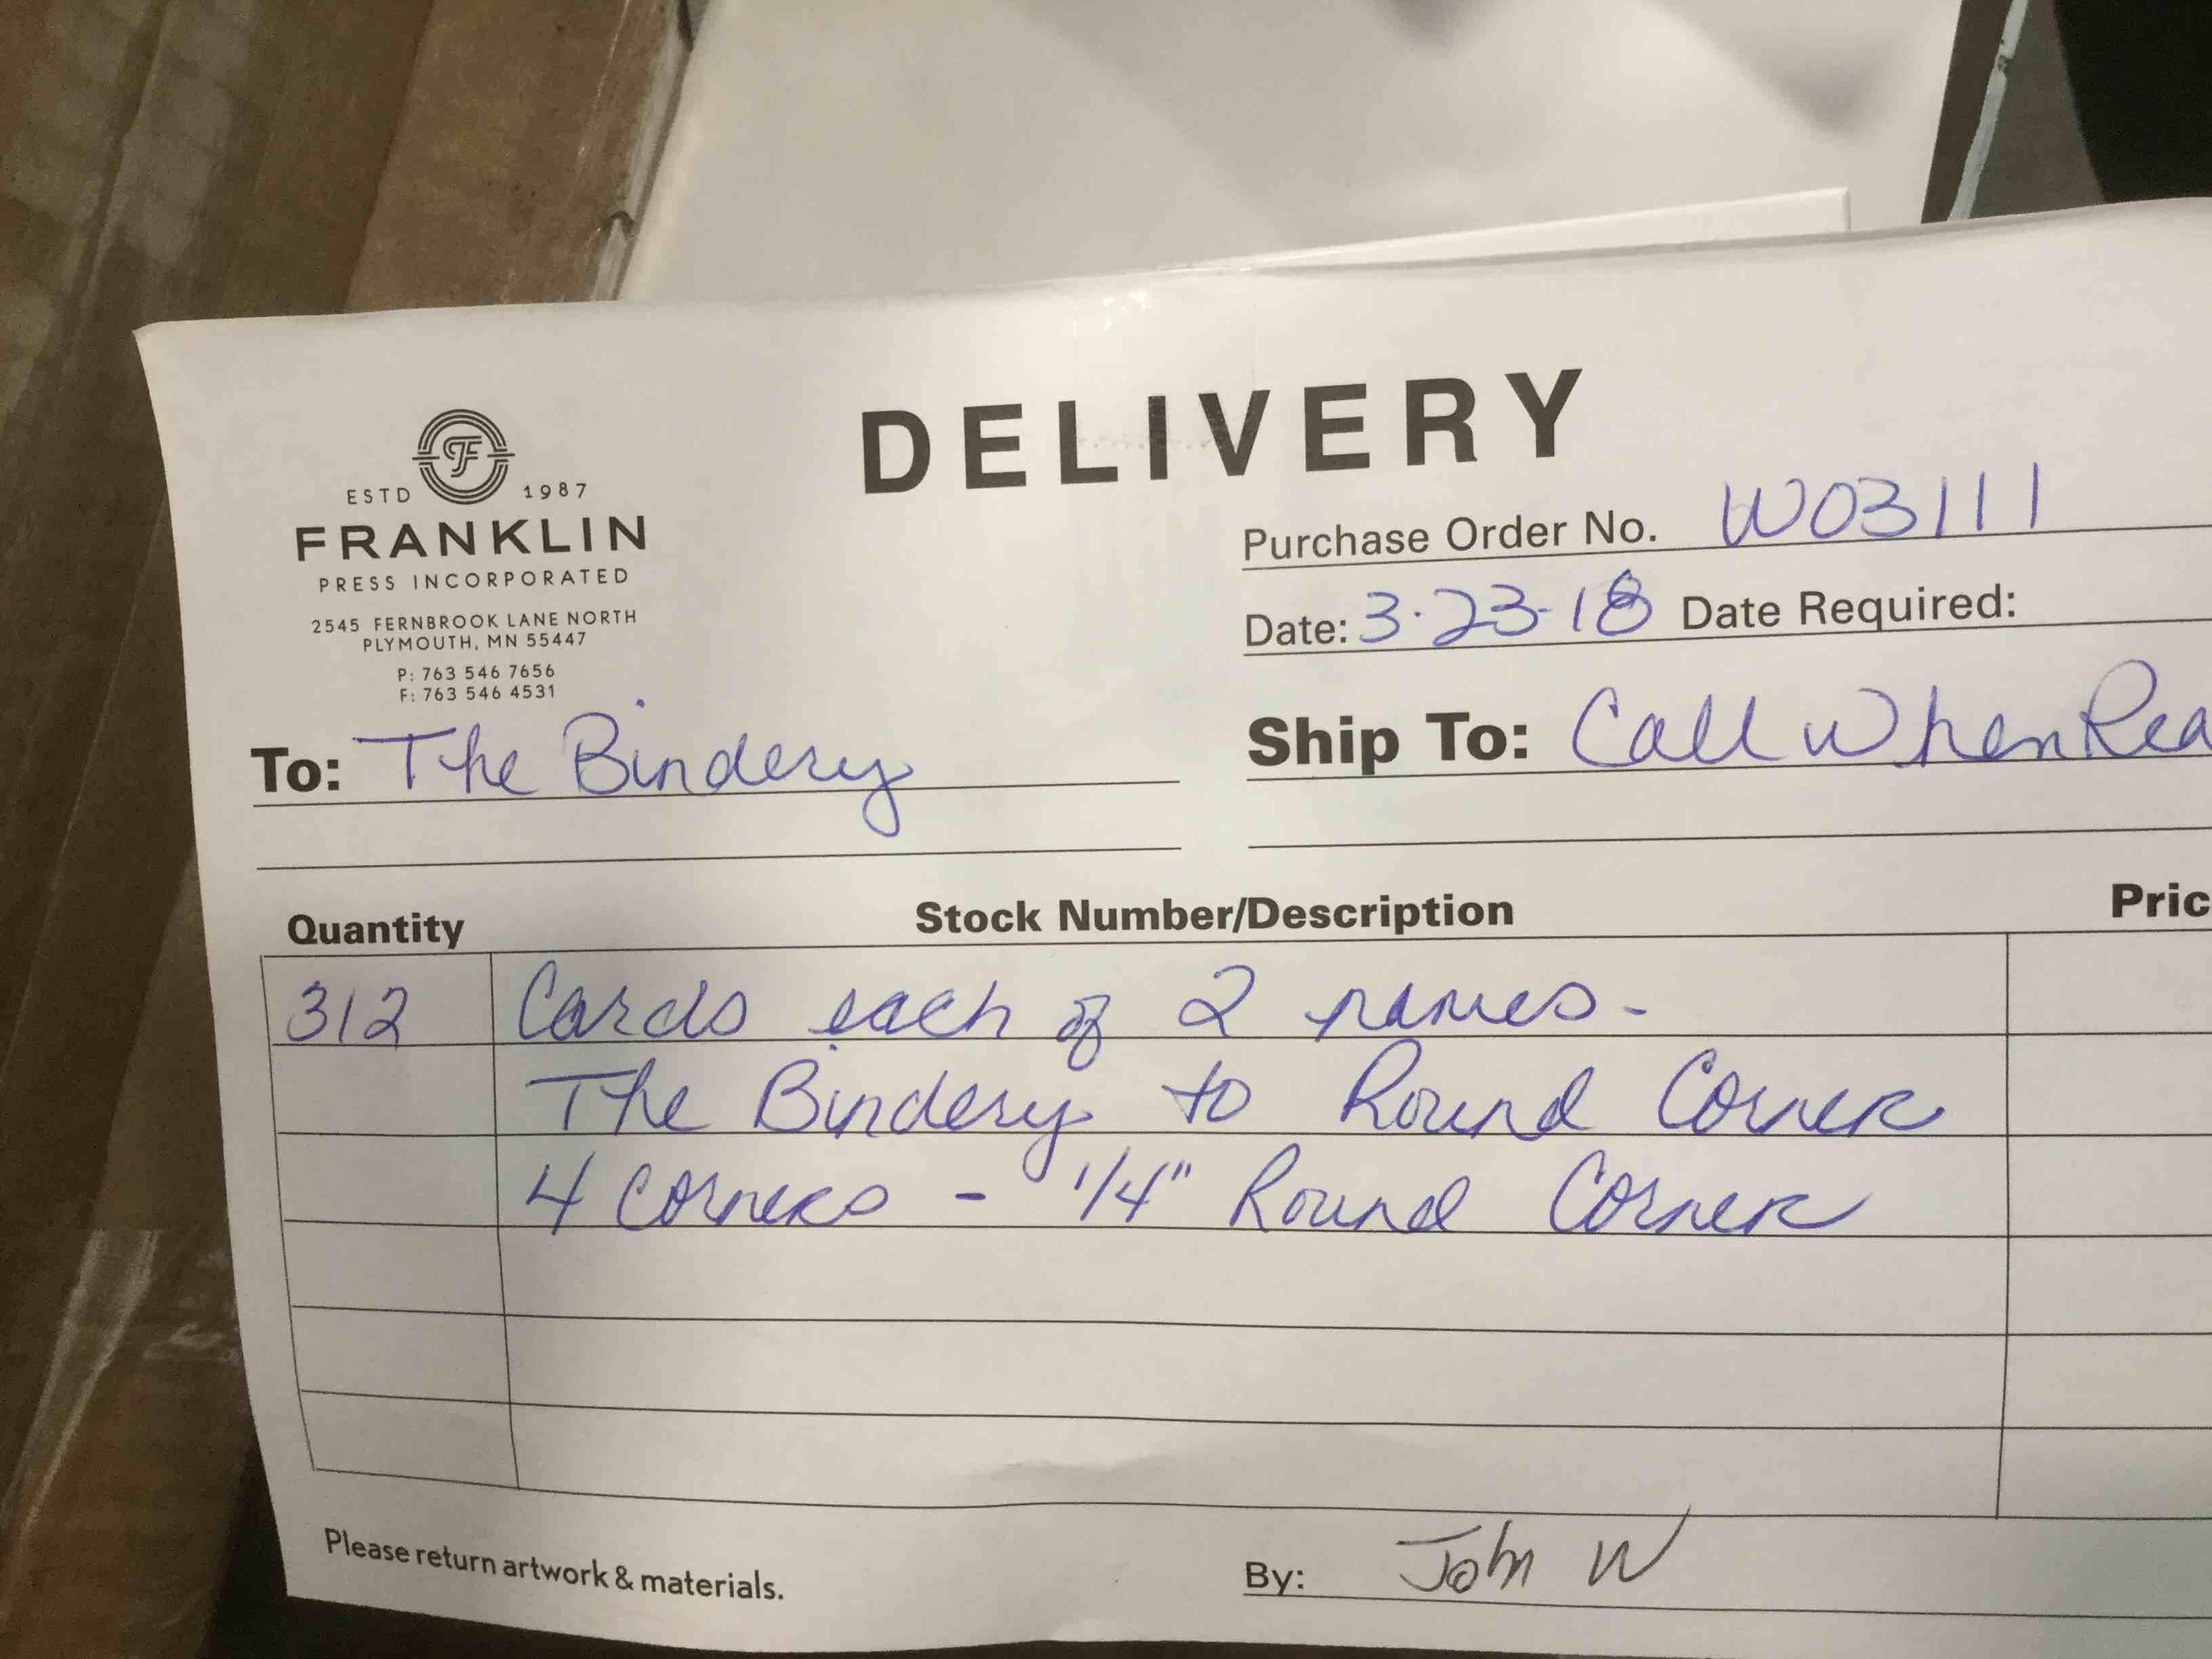 DELIVERY
F
ESTD 1987
FRANKLIN
PRESS INCORPORATED
2545 FERNBROOK LANE NORTH
PLYMOUTH, MN 55447
P: 763 546 7656
F: 763 546 4531
Purchase Order No. W03111
Date: 3-23-18 Date Required:
To: The Bindery
Ship To: Call When Rea
Quantity Stock Number/Description Pric
312 Cards each of 2 names-
The Bindery to Round Corner
4 Corners - 1/4" Round Corner
Please return artwork & materials.
By: John W